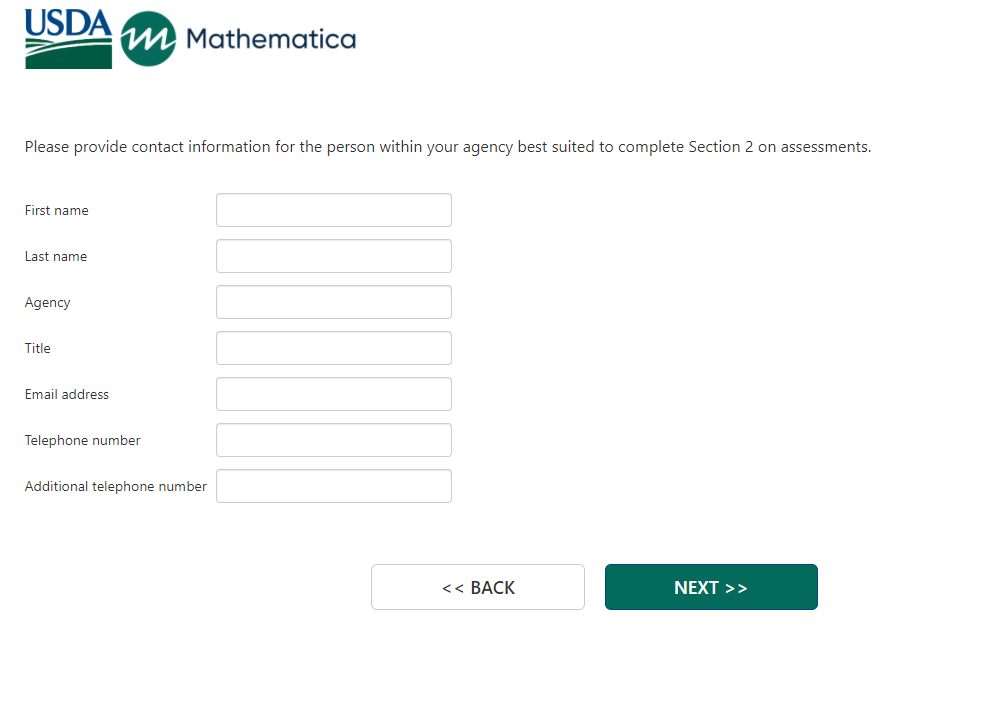 USDA
Mathematica
Please provide contact information for the person within your agency best suited to complete Section 2 on assessments.
First name
Last name
Agency
Title
Email address
Telephone number
Additional telephone number
<< BACK
NEXT >>